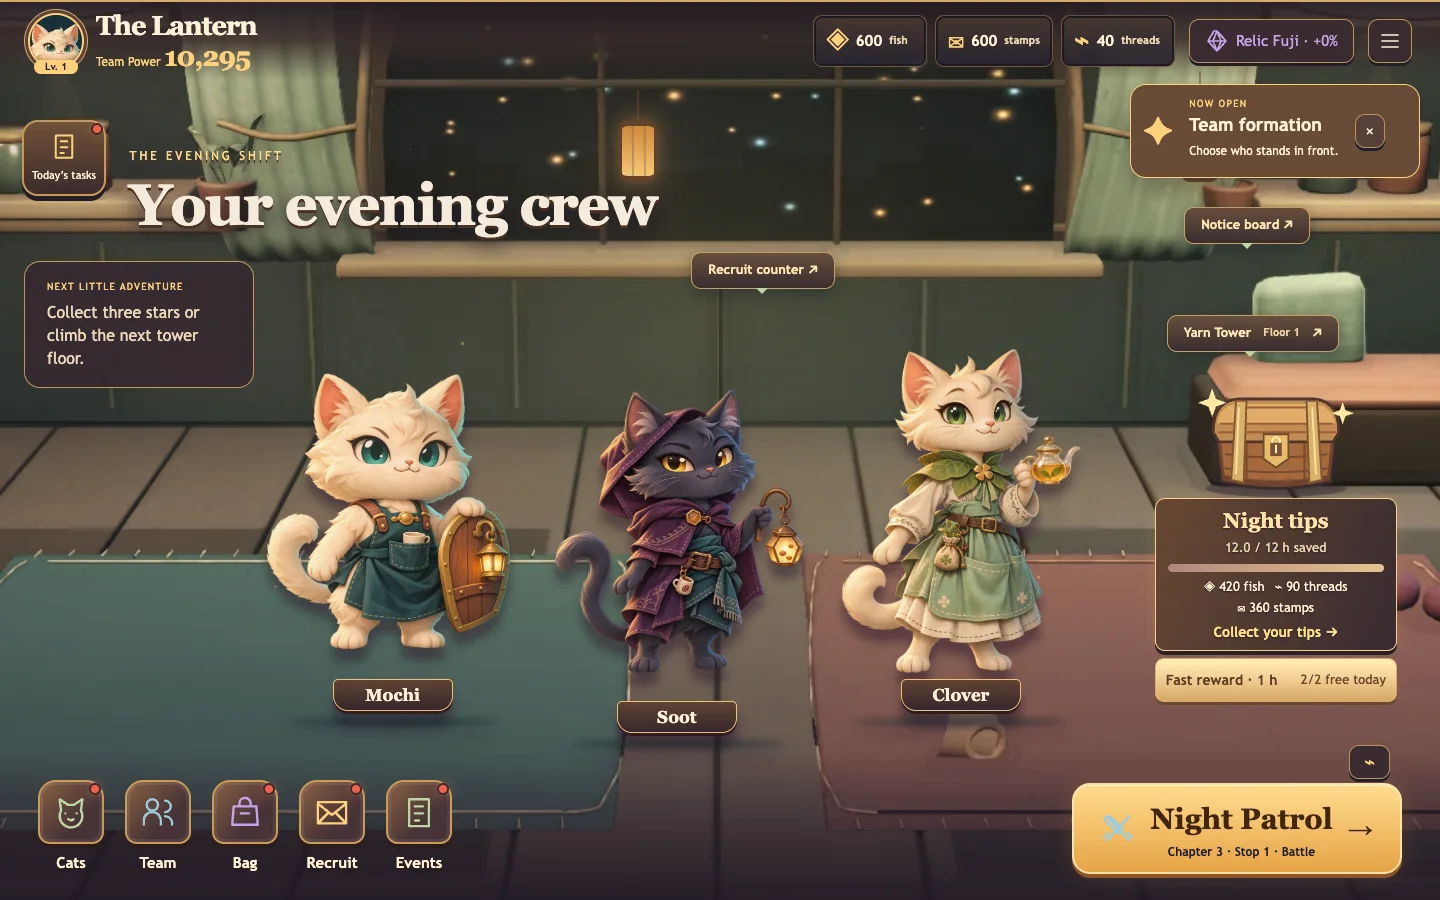 The Lantern
Team Power 10,295
Lv. 1
600 fish
600 stamps
40 threads
Relic Fuji · +0%
NOW OPEN
Team formation
Choose who stands in front.
×
Today's tasks
THE EVENING SHIFT
Your evening crew
Notice board ↗
Recruit counter ↗
NEXT LITTLE ADVENTURE
Collect three stars or
climb the next tower
floor.
Yarn Tower Floor 1 ↗
Night tips
12.0 / 12 h saved
420 fish 90 threads
360 stamps
Collect your tips →
Fast reward · 1 h 2/2 free today
Mochi
Soot
Clover
Cats
Team
Bag
Recruit
Events
Night Patrol →
Chapter 3 · Stop 1 · Battle